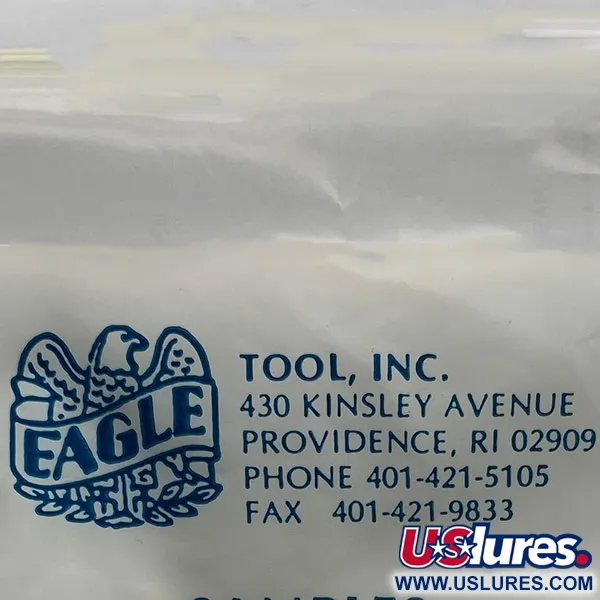 EAGLE
TOOL, INC.
430 KINSLEY AVENUE
PROVIDENCE, RI 02909
PHONE 401-421-5105
FAX 401-421-9833
USlures.
WWW.USLURES.COM